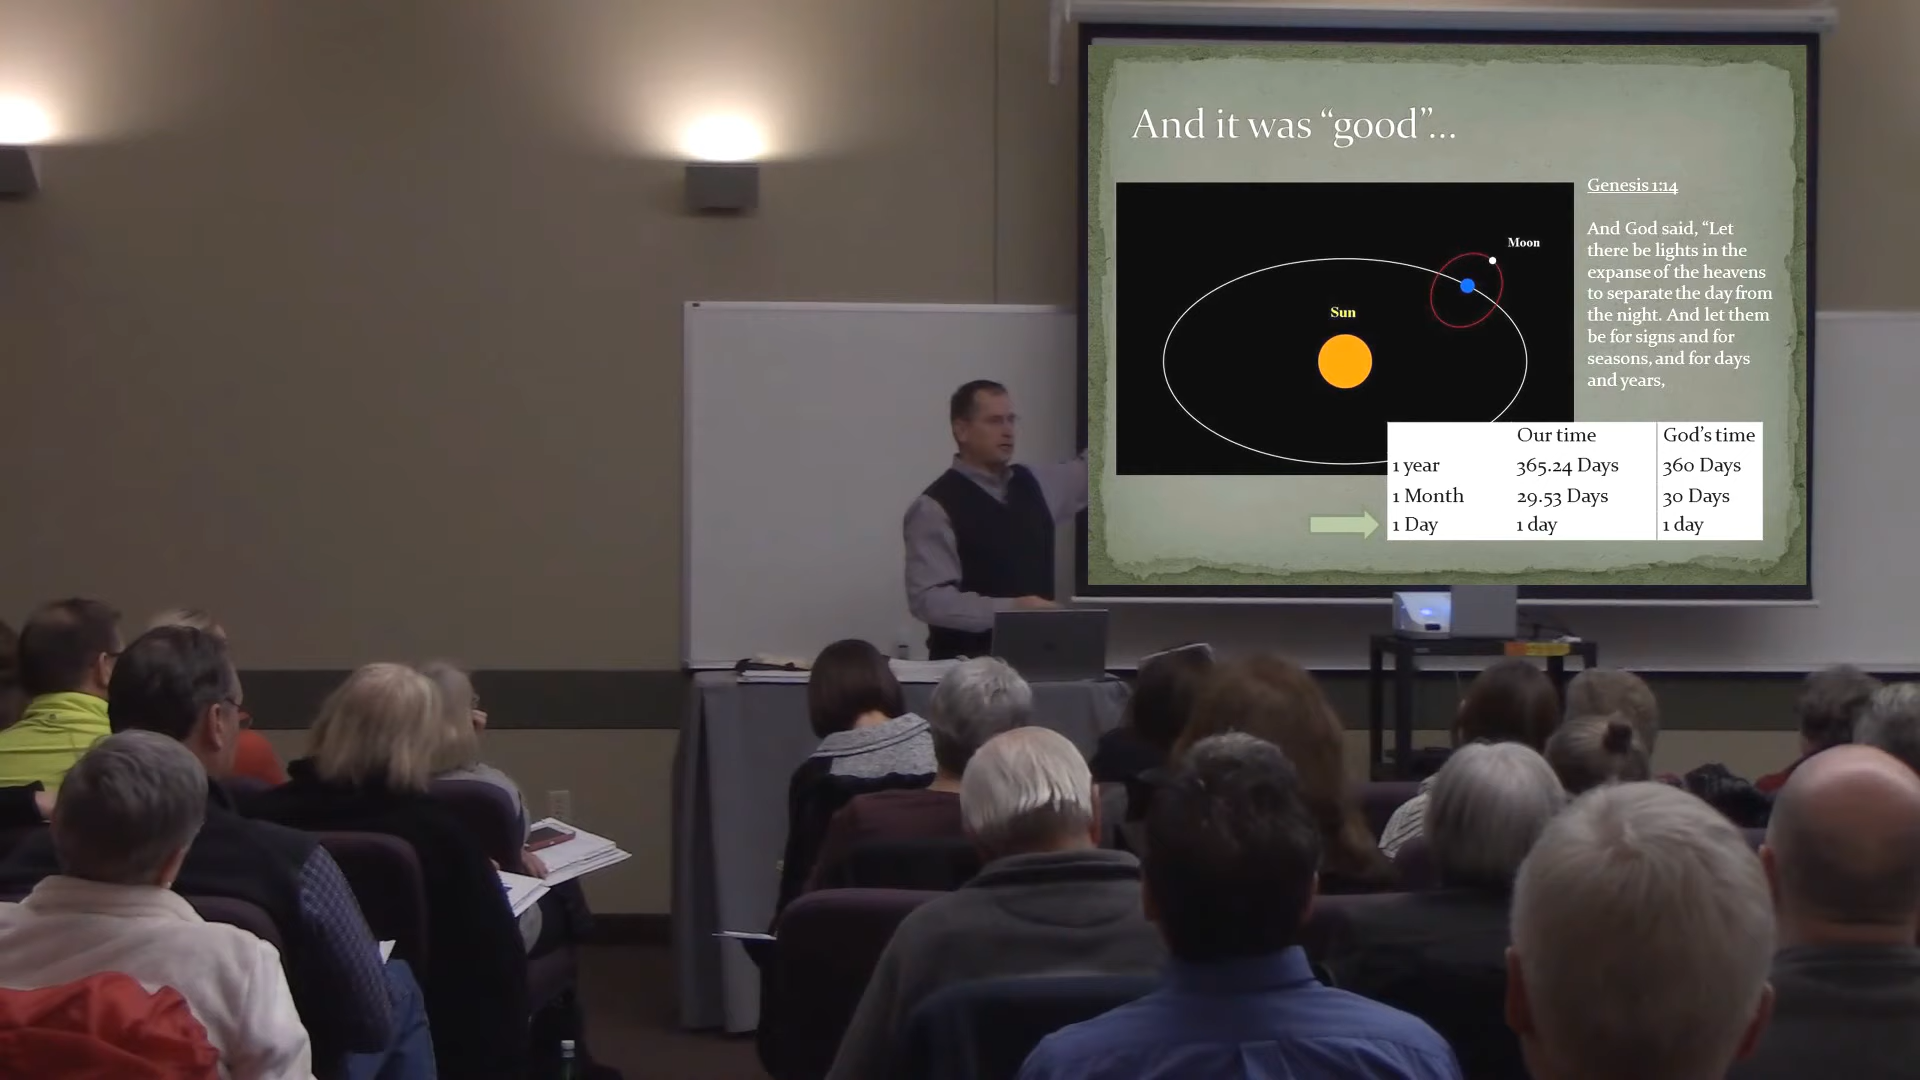 And it was “good”...
Genesis 1:14
And God said, “Let
there be lights in the
expanse of the heavens
to separate the day from
the night. And let them
be for signs and for
seasons, and for days
and years,
Moon
Sun
Our time God’s time
1 year 365.24 Days 360 Days
1 Month 29.53 Days 30 Days
1 Day 1 day 1 day